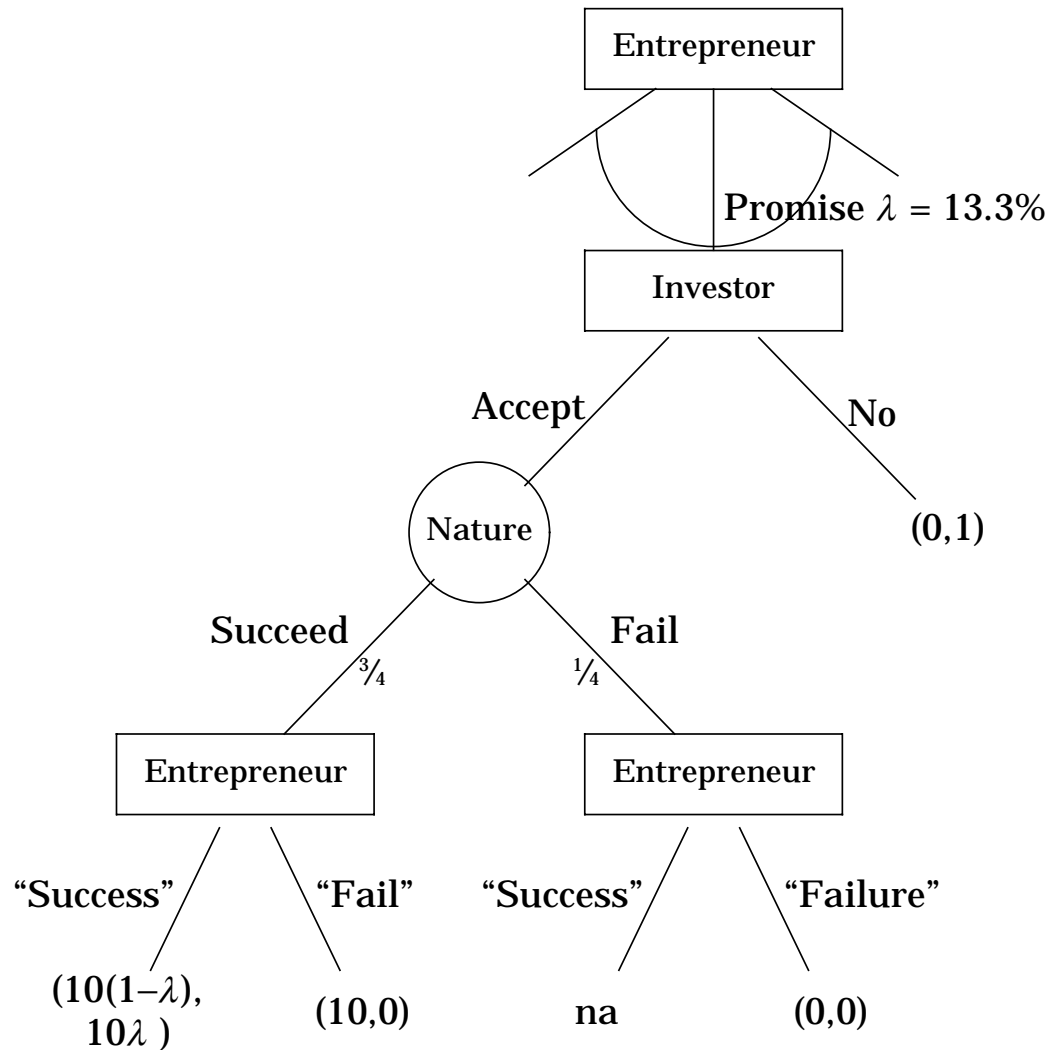 Entrepreneur
Promise λ = 13.3%
Investor
Accept
No
Nature
(0,1)
Succeed
Fail
¾
¼
Entrepreneur
Entrepreneur
“Success”
“Fail”
“Success”
“Failure”
(10(1–λ),
10λ )
(10,0)
na
(0,0)